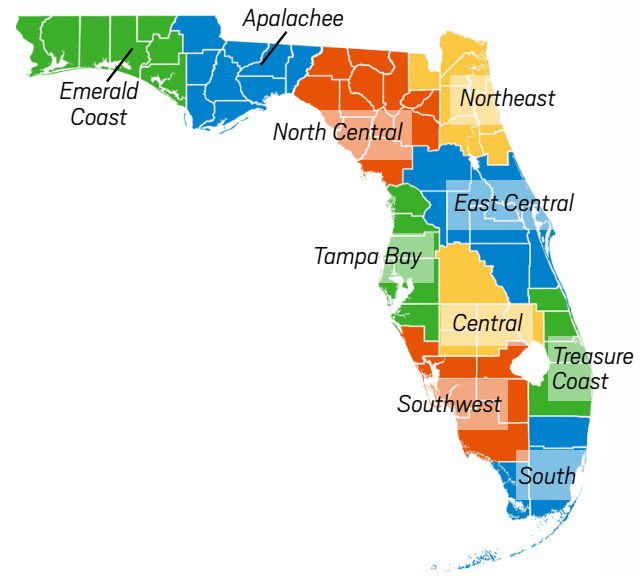 Apalachee
Emerald
Coast
Northeast
North Central
East Central
Tampa Bay
Central
Treasure
Coast
Southwest
South